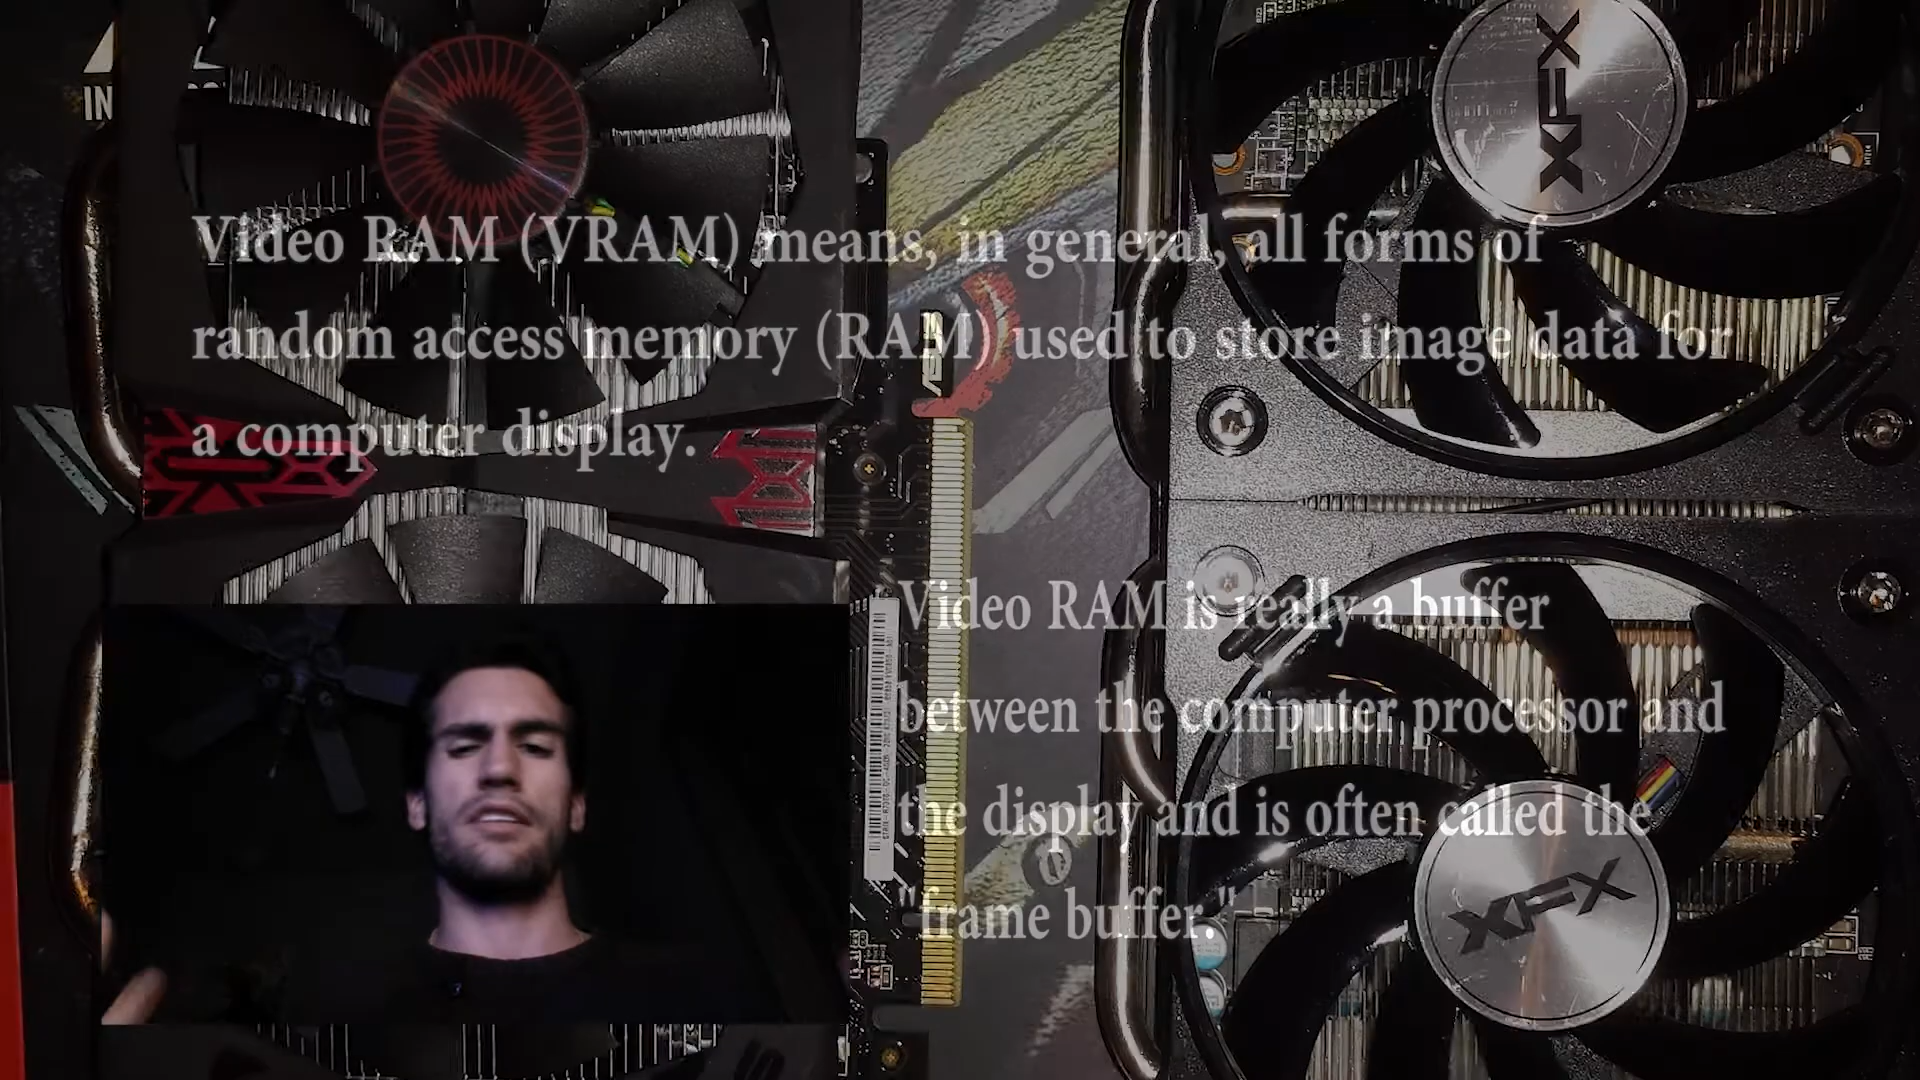 IN
XFX
Video RAM (VRAM) means, in general, all forms of
random access memory (RAM) used to store image data for
a computer display.
ASUS
Video RAM is really a buffer
between the computer processor and
the display and is often called the
"frame buffer."
XFX